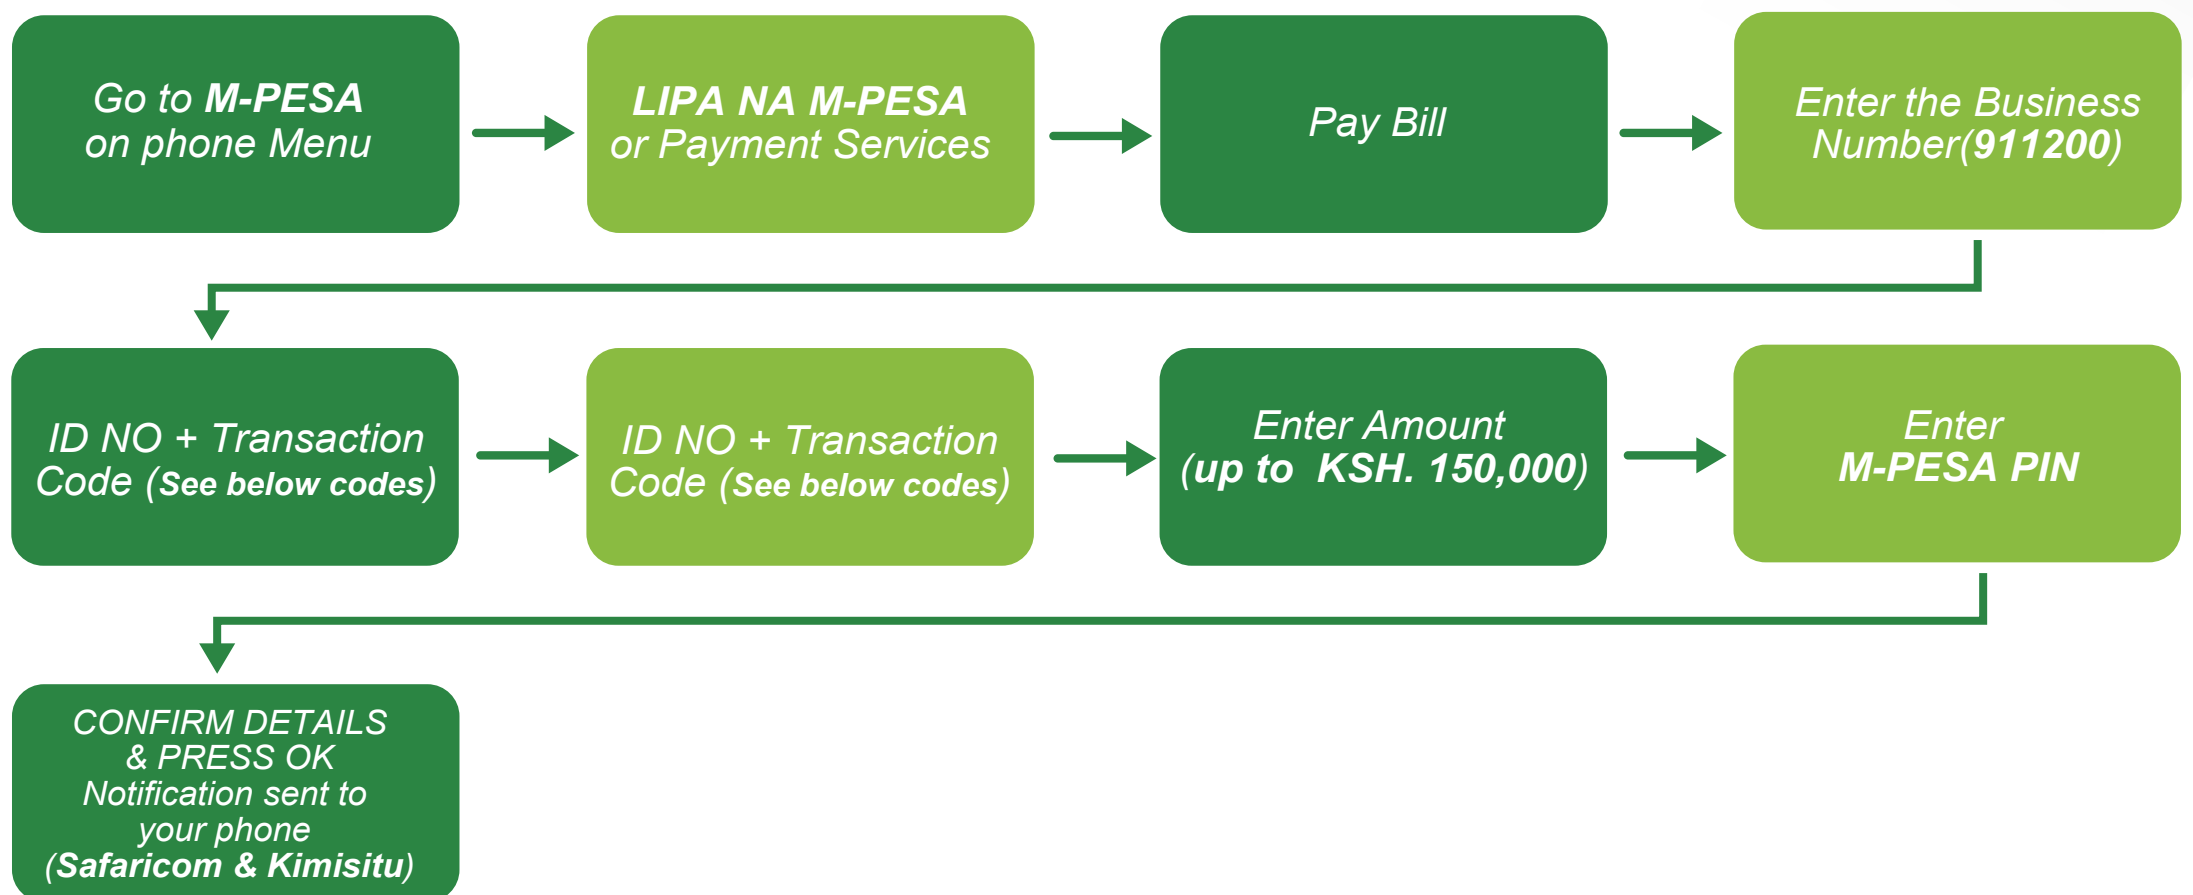 Go to M-PESA
on phone Menu
LIPA NA M-PESA
or Payment Services
Pay Bill
Enter the Business
Number(911200)
ID NO + Transaction
Code (See below codes)
ID NO + Transaction
Code (See below codes)
Enter Amount
(up to KSH. 150,000)
Enter
M-PESA PIN
CONFIRM DETAILS
& PRESS OK
Notification sent to
your phone
(Safaricom & Kimisitu)